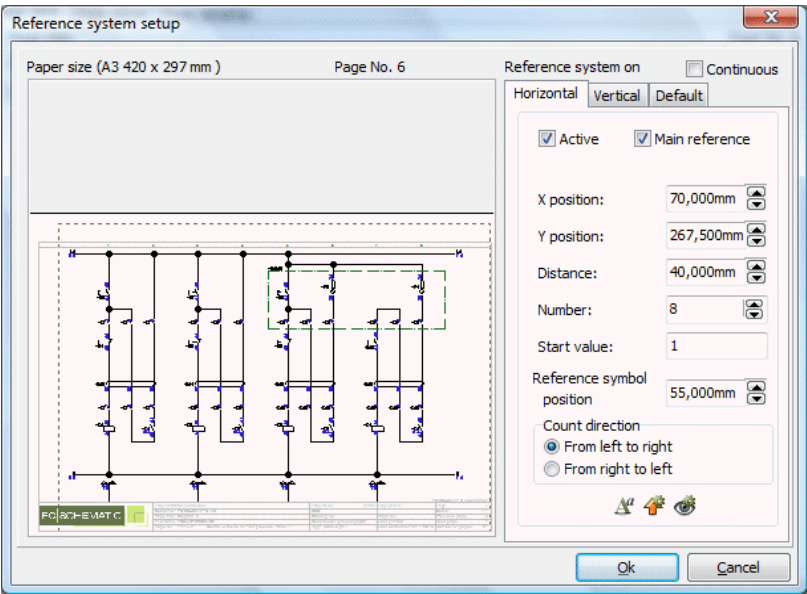 Reference system setup
Paper size (A3 420 x 297 mm ) Page No. 6
Reference system on Continuous
Horizontal Vertical Default
Active Main reference
X position: 70,000mm
Y position: 267,500mm
Distance: 40,000mm
Number: 8
Start value: 1
Reference symbol
position 55,000mm
Count direction
From left to right
From right to left
PC|SCHEMATIC
Ok Cancel